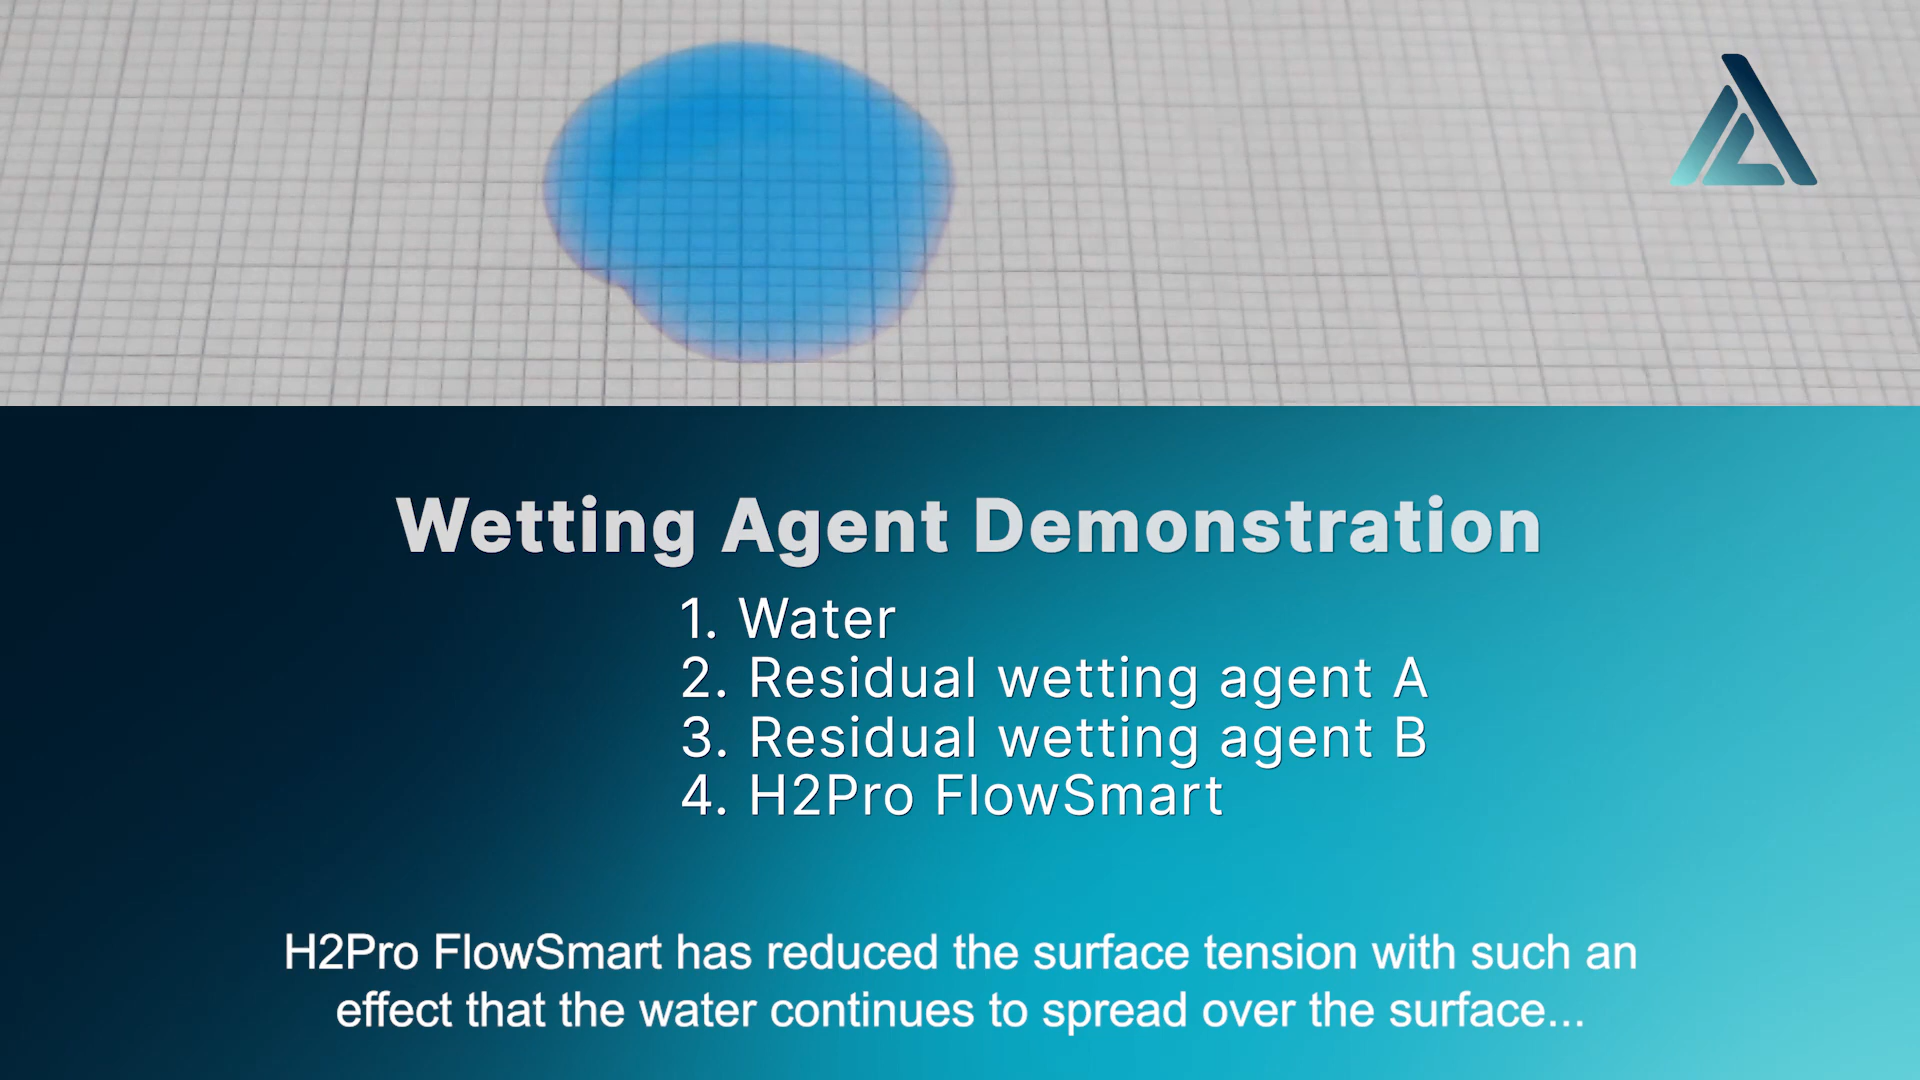 Wetting Agent Demonstration
1. Water
2. Residual wetting agent A
3. Residual wetting agent B
4. H2Pro FlowSmart
H2Pro FlowSmart has reduced the surface tension with such an
effect that the water continues to spread over the surface...